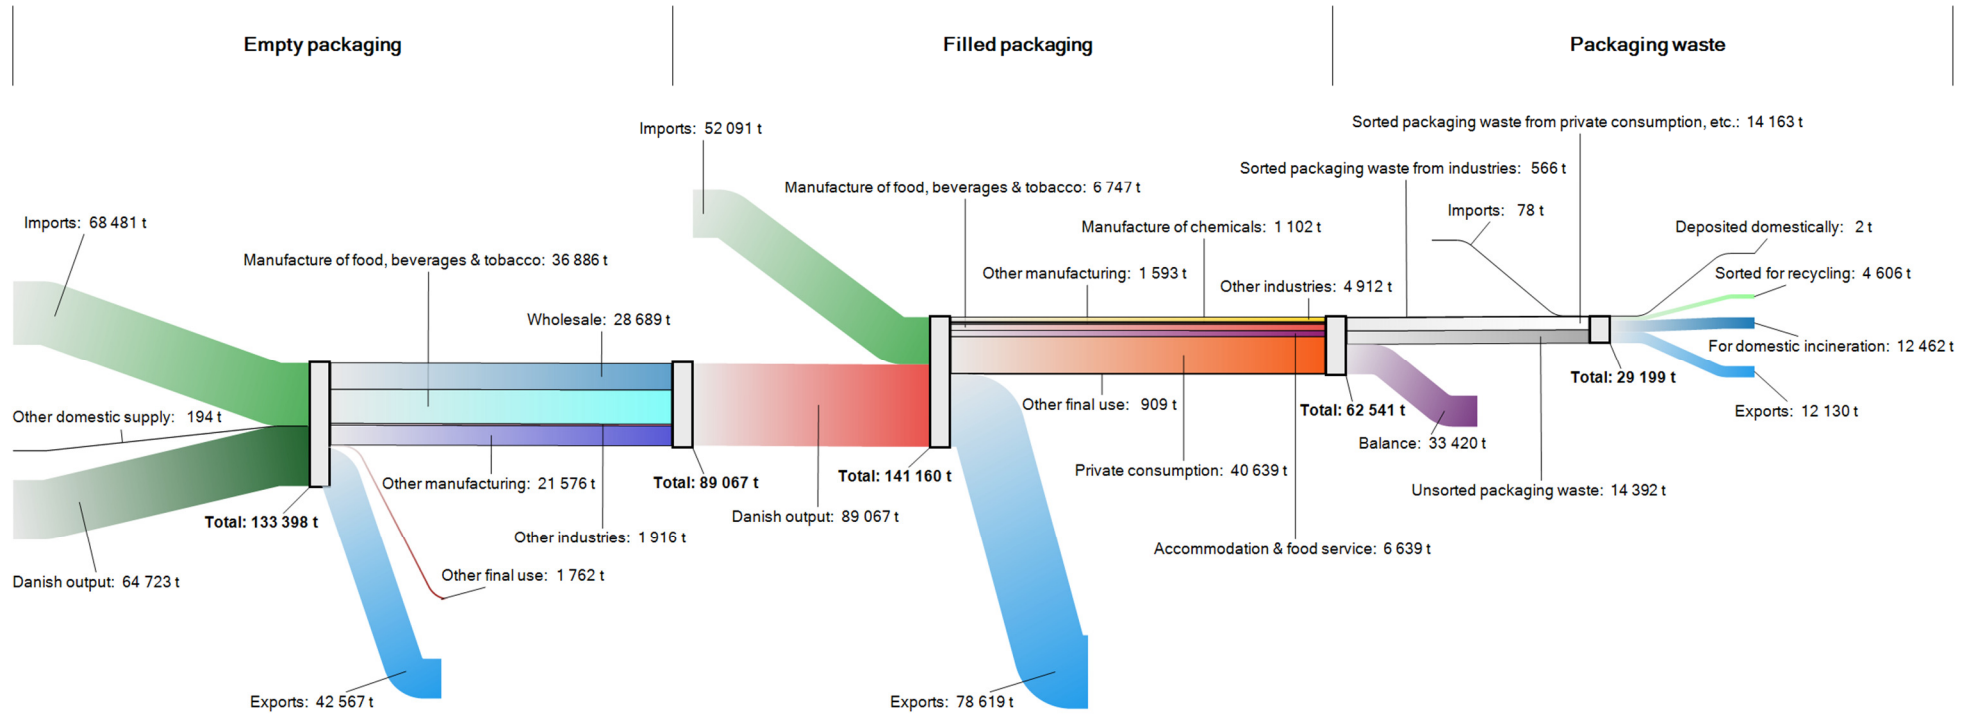 Empty packaging
Filled packaging
Packaging waste
Sorted packaging waste from private consumption, etc.: 14 163 t
Imports: 52 091 t
Sorted packaging waste from industries: 566 t
Manufacture of food, beverages & tobacco: 6 747 t
Imports: 78 t
Imports: 68 481 t
Manufacture of chemicals: 1 102 t
Deposited domestically: 2 t
Manufacture of food, beverages & tobacco: 36 886 t
Other manufacturing: 1 593 t
Sorted for recycling: 4 606 t
Other industries: 4 912 t
Wholesale: 28 689 t
For domestic incineration: 12 462 t
Total: 29 199 t
Other final use: 909 t
Total: 62 541 t
Exports: 12 130 t
Other domestic supply: 194 t
Balance: 33 420 t
Private consumption: 40 639 t
Total: 141 160 t
Other manufacturing: 21 576 t
Total: 89 067 t
Unsorted packaging waste: 14 392 t
Danish output: 89 067 t
Total: 133 398 t
Other industries: 1 916 t
Accommodation & food service: 6 639 t
Other final use: 1 762 t
Danish output: 64 723 t
Exports: 42 567 t
Exports: 78 619 t